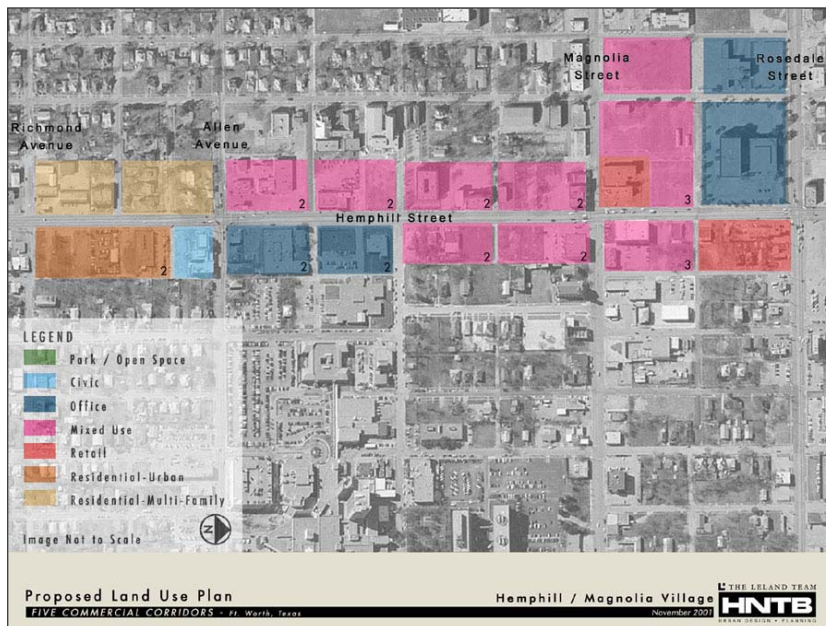 Magnolia
Street
Rosedale
Street
Richmond
Avenue
Allen
Avenue
2
2
2
2
3
Hemphill Street
2
2
2
2
2
3
LEGEND
Park / Open Space
Civic
Office
Mixed Use
Retail
Residential-Urban
Residential-Multi-Family
Image Not to Scale
N
Proposed Land Use Plan
Hemphill / Magnolia Village
THE LELAND TEAM
HNTB
FIVE COMMERCIAL CORRIDORS - Ft. Worth, Texas
November 2001
URBAN DESIGN • PLANNING